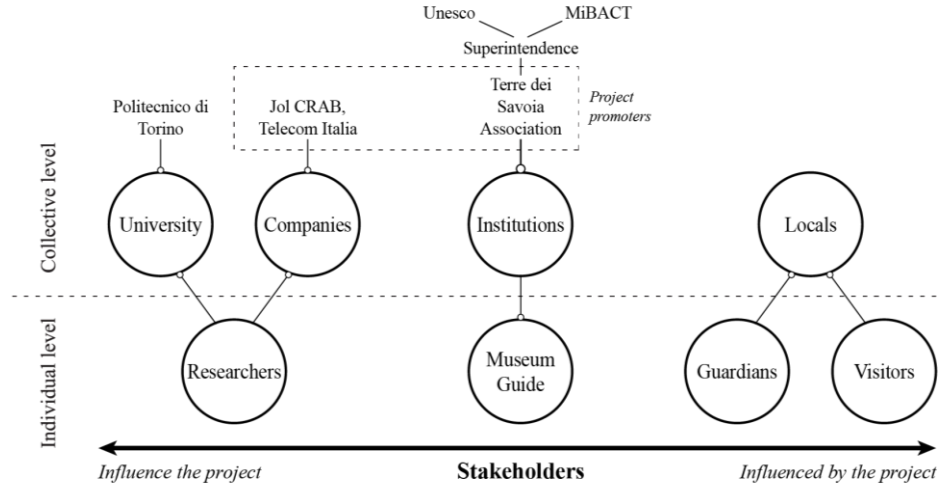 Unesco
MiBACT
Superintendence
Politecnico di
Torino
Jol CRAB,
Telecom Italia
Terre dei
Savoia
Association
Project
promoters
Collective level
University
Companies
Institutions
Locals
Individual level
Researchers
Museum
Guide
Guardians
Visitors
Influence the project
Stakeholders
Influenced by the project